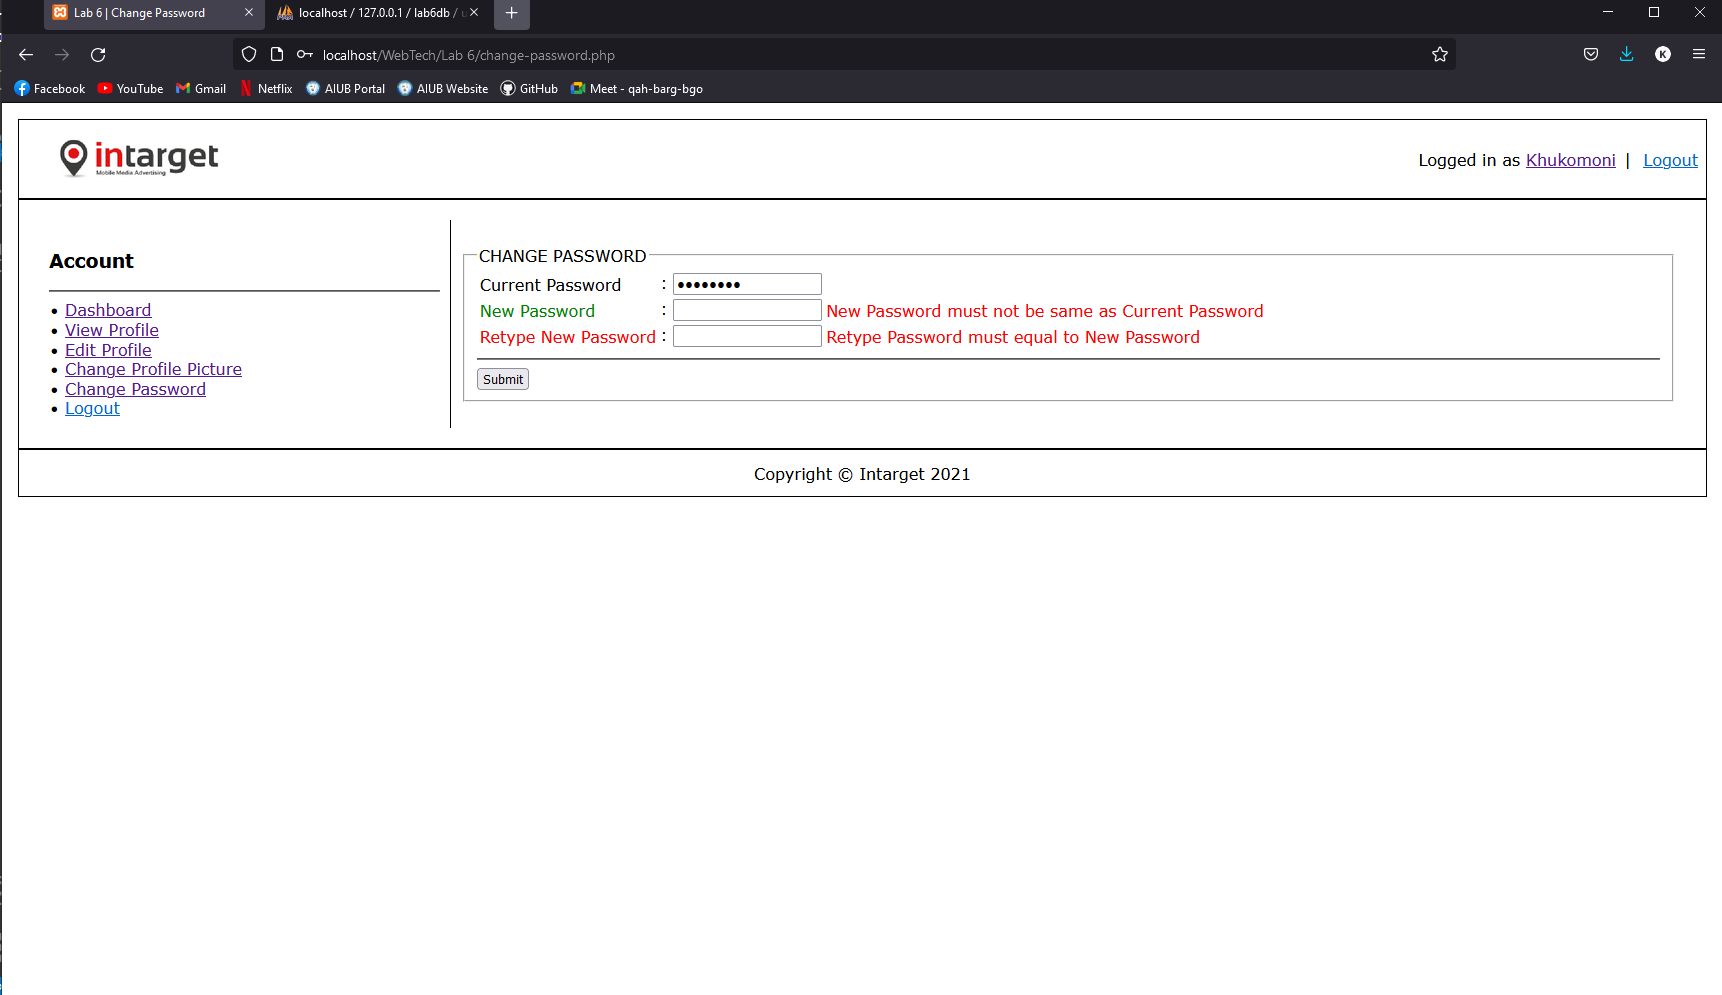 Lab 6 | Change Password
localhost / 127.0.0.1 / lab6db /
localhost/WebTech/Lab 6/change-password.php
K
Facebook YouTube Gmail Netflix AIUB Portal AIUB Website GitHub Meet - qah-barg-bgo
intarget
Mobile Media Advertising
Logged in as Khukomoni | Logout
Account
• Dashboard
• View Profile
• Edit Profile
• Change Profile Picture
• Change Password
• Logout
CHANGE PASSWORD
Current Password : ••••••••
New Password : New Password must not be same as Current Password
Retype New Password : Retype Password must equal to New Password
Submit
Copyright © Intarget 2021